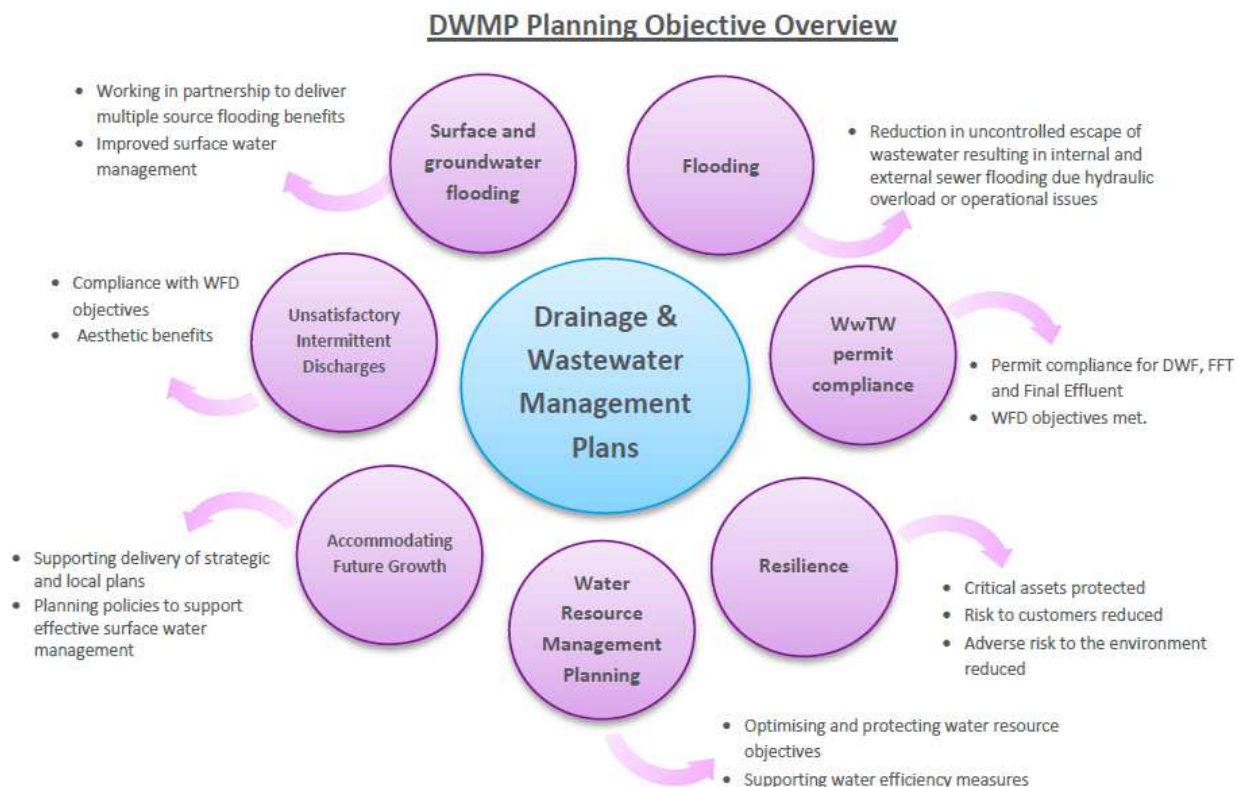 DWMP Planning Objective Overview
• Working in partnership to deliver
multiple source flooding benefits
• Improved surface water
management
Surface and
groundwater
flooding
Flooding
• Reduction in uncontrolled escape of
wastewater resulting in internal and
external sewer flooding due hydraulic
overload or operational issues
• Compliance with WFD
objectives
• Aesthetic benefits
Unsatisfactory
Intermittent
Discharges
Drainage &
Wastewater
Management
Plans
WwTW
permit
compliance
• Permit compliance for DWF, FFT
and Final Effluent
• WFD objectives met.
• Supporting delivery of strategic
and local plans
• Planning policies to support
effective surface water
management
Accommodating
Future Growth
Water
Resource
Management
Planning
Resilience
• Critical assets protected
• Risk to customers reduced
• Adverse risk to the environment
reduced
• Optimising and protecting water resource
objectives
• Supporting water efficiency measures